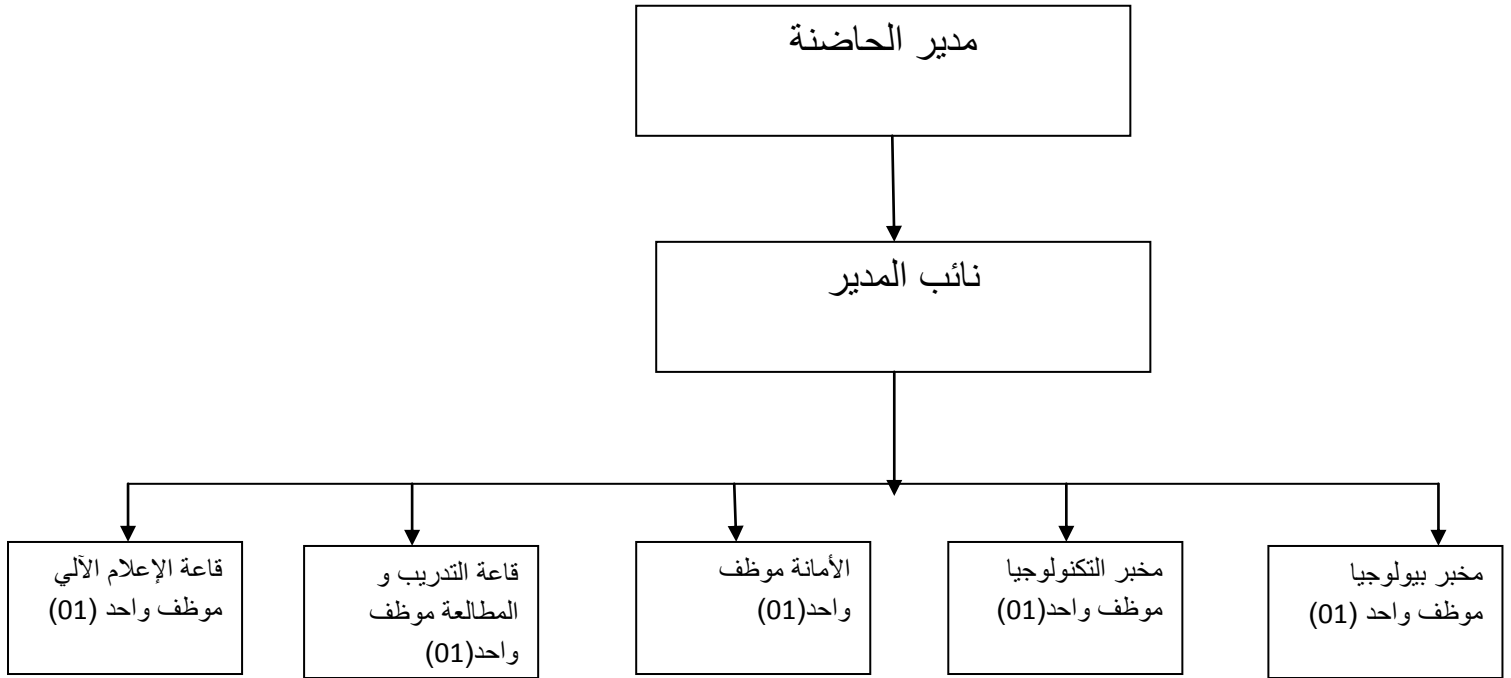 مدير الحاضنة
نائب المدير
مخبر بيولوجيا
موظف واحد (01)
مخبر التكنولوجيا
موظف واحد(01)
الأمانة موظف
واحد(01)
قاعة التدريب و
المطالعة موظف
واحد(01)
قاعة الإعلام الآلي
موظف واحد (01)